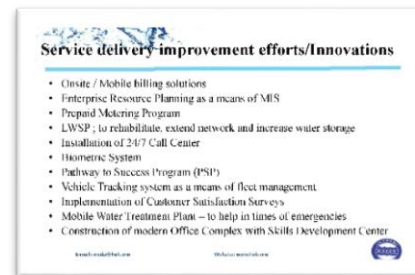 Service delivery improvement efforts/Innovations
• Onsite / Mobile billing solutions
• Enterprise Resource Planning as a means of MIS
• Prepaid Metering Program
• LWSP ; to rehabilitate, extend network and increase water storage
• Installation of 24/7 Call Center
• Biometric System
• Pathway to Success Program (PSP)
• Vehicle Tracking system as a means of fleet management
• Implementation of Customer Satisfaction Surveys
• Mobile Water Treatment Plant – to help in times of emergencies
• Construction of modern Office Complex with Skills Development Center